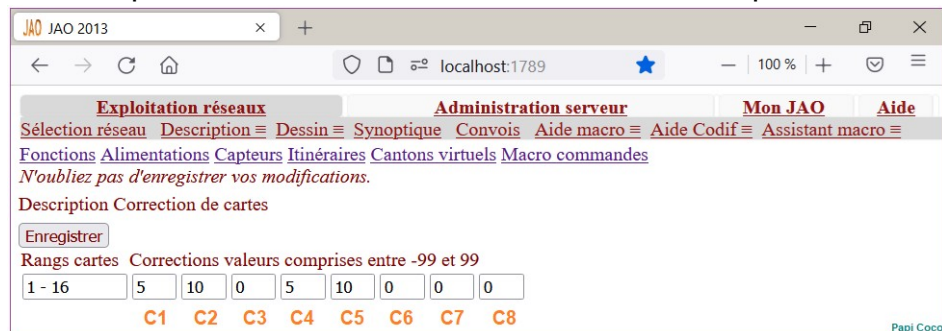 JAO JAO 2013
localhost:1789 100 %
Exploitation réseaux Administration serveur Mon JAO Aide
Sélection réseau Description ≡ Dessin ≡ Synoptique Convois Aide macro ≡ Aide Codif ≡ Assistant macro ≡
Fonctions Alimentations Capteurs Itinéraires Cantons virtuels Macro commandes
N'oubliez pas d'enregistrer vos modifications.
Description Correction de cartes
Enregistrer
Rangs cartes Corrections valeurs comprises entre -99 et 99
1 - 16 5 10 0 5 10 0 0 0
C1 C2 C3 C4 C5 C6 C7 C8
Papi Coco